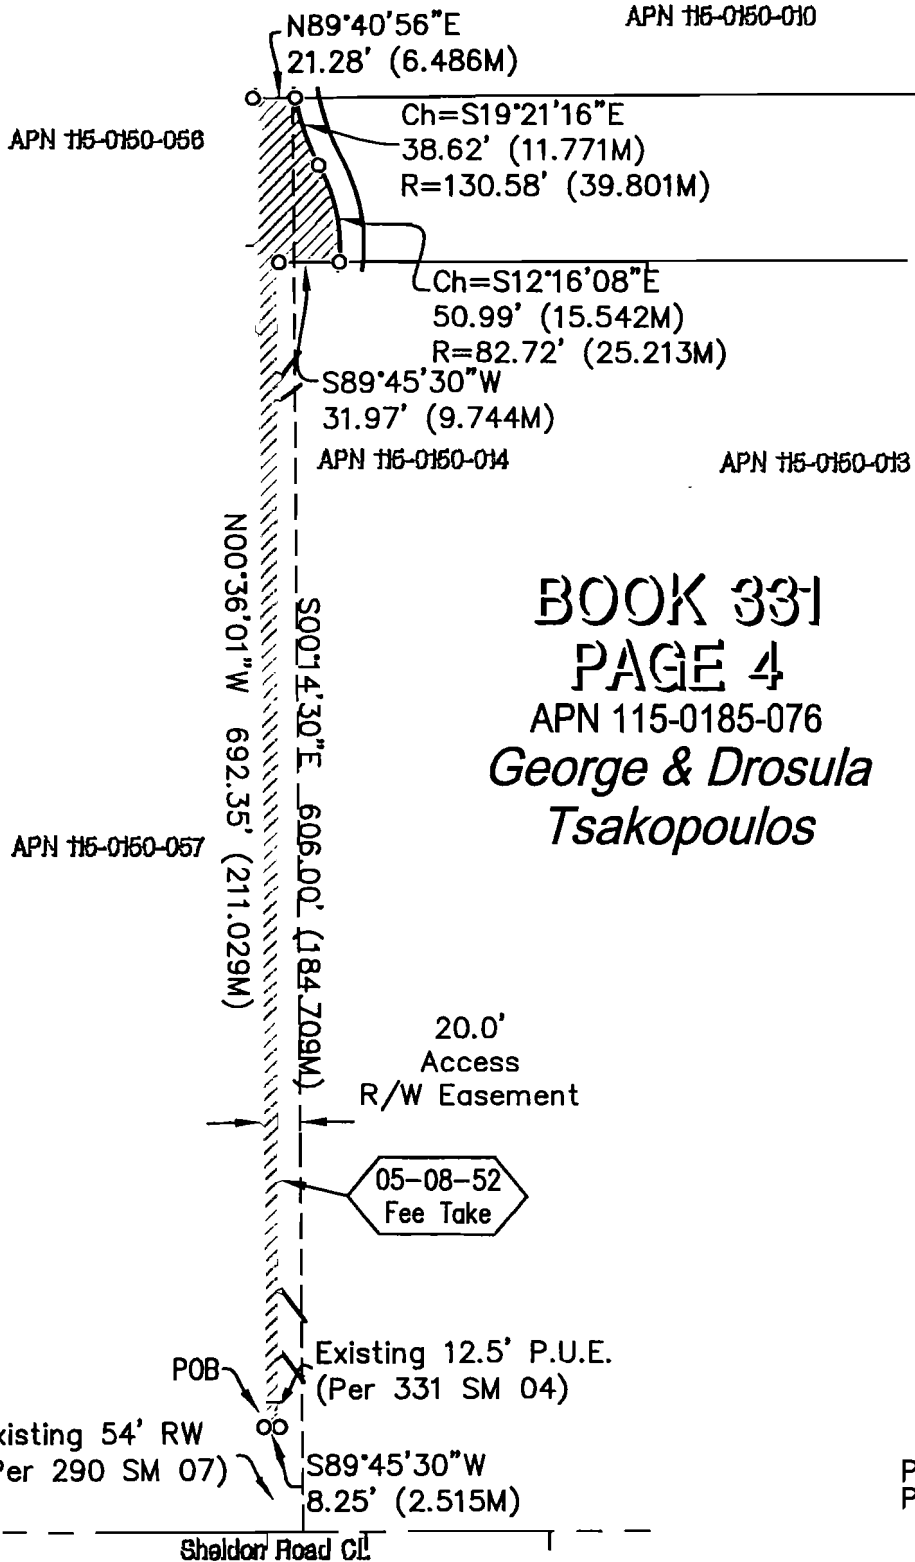 N89°40'56"E
21.28' (6.486M)
APN 115-0150-010
APN 115-0150-056
Ch=S19°21'16"E
38.62' (11.771M)
R=130.58' (39.801M)
Ch=S12°16'08"E
50.99' (15.542M)
R=82.72' (25.213M)
S89°45'30"W
31.97' (9.744M)
APN 115-0150-014
APN 115-0150-013
N00°36'01"W 692.35' (211.029M)
S00°14'30"E 606.00' (184.709M)
BOOK 331
PAGE 4
APN 115-0185-076
George & Drosula
Tsakopoulos
APN 115-0150-057
20.0'
Access
R/W Easement
05-08-52
Fee Take
POB
Existing 12.5' P.U.E.
(Per 331 SM 04)
xisting 54' RW
Per 290 SM 07)
S89°45'30"W
8.25' (2.515M)
P
P
Sheldon Road CL